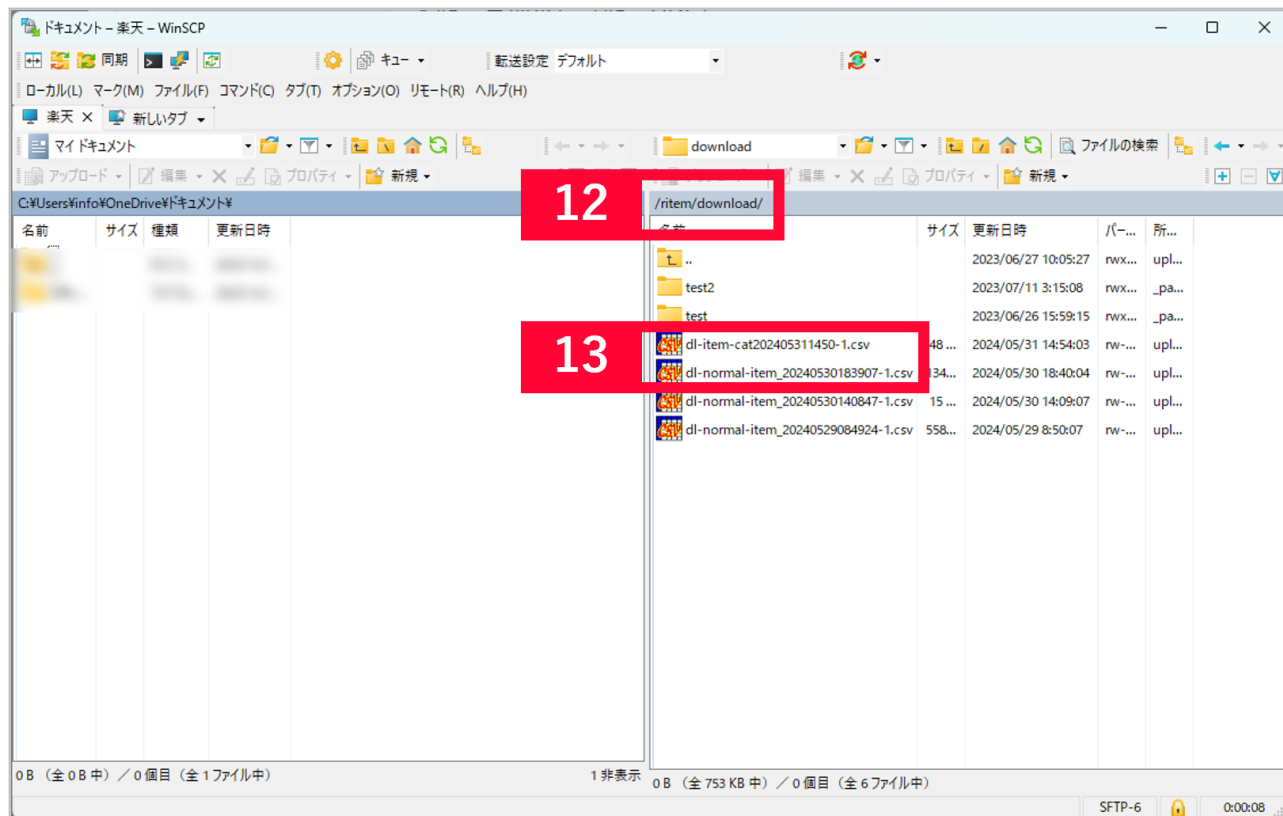 ドキュメント – 楽天 – WinSCP
同期 キュー 転送設定 デフォルト
ローカル(L) マーク(M) ファイル(F) コマンド(C) タブ(T) オプション(O) リモート(R) ヘルプ(H)
楽天 × 新しいタブ
マイ ドキュメント download ファイルの検索
アップロード 編集 プロパティ 新規 編集 プロパティ 新規
C:¥Users¥info¥OneDrive¥ドキュメント¥ 12 /ritem/download/
名前 サイズ 種類 更新日時 名前 サイズ 更新日時 パー... 所...
.. 2023/06/27 10:05:27 rwx... upl...
test2 2023/07/11 3:15:08 rwx... _pa...
test 2023/06/26 15:59:15 rwx... _pa...
13
dl-item-cat202405311450-1.csv 48 ... 2024/05/31 14:54:03 rw-... upl...
dl-normal-item_20240530183907-1.csv 134... 2024/05/30 18:40:04 rw-... upl...
dl-normal-item_20240530140847-1.csv 15 ... 2024/05/30 14:09:07 rw-... upl...
dl-normal-item_20240529084924-1.csv 558... 2024/05/29 8:50:07 rw-... upl...
0 B （全 0 B 中）／ 0 個目（全 1 ファイル中） 1 非表示
0 B （全 753 KB 中）／ 0 個目（全 6 ファイル中）
SFTP-6 0:00:08